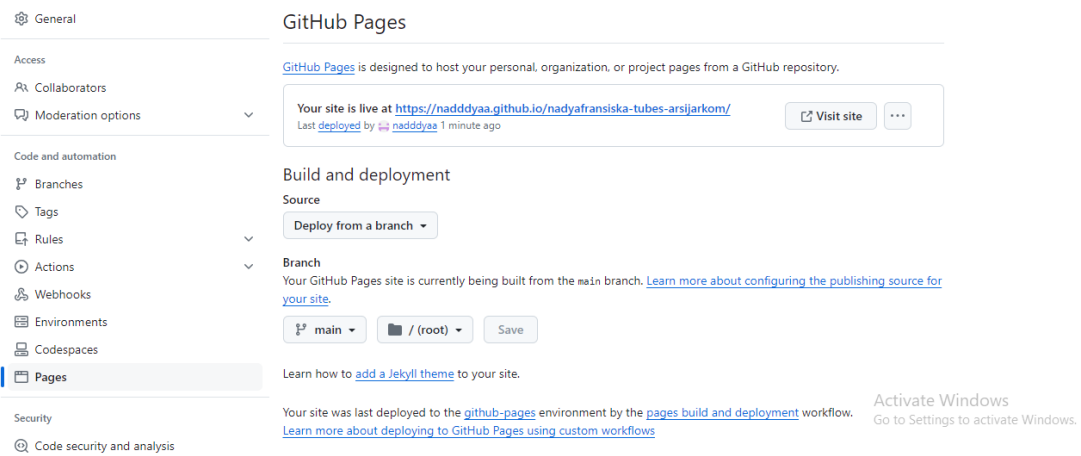 General
Access
Collaborators
Moderation options
Code and automation
Branches
Tags
Rules
Actions
Webhooks
Environments
Codespaces
Pages
Security
Code security and analysis
GitHub Pages
GitHub Pages is designed to host your personal, organization, or project pages from a GitHub repository.
Your site is live at https://nadddyaa.github.io/nadyafransiska-tubes-arsijarkom/
Last deployed by nadddyaa 1 minute ago
Visit site
Build and deployment
Source
Deploy from a branch
Branch
Your GitHub Pages site is currently being built from the main branch. Learn more about configuring the publishing source for
your site.
main
/ (root)
Save
Learn how to add a Jekyll theme to your site.
Your site was last deployed to the github-pages environment by the pages build and deployment workflow.
Learn more about deploying to GitHub Pages using custom workflows
Activate Windows
Go to Settings to activate Windows.